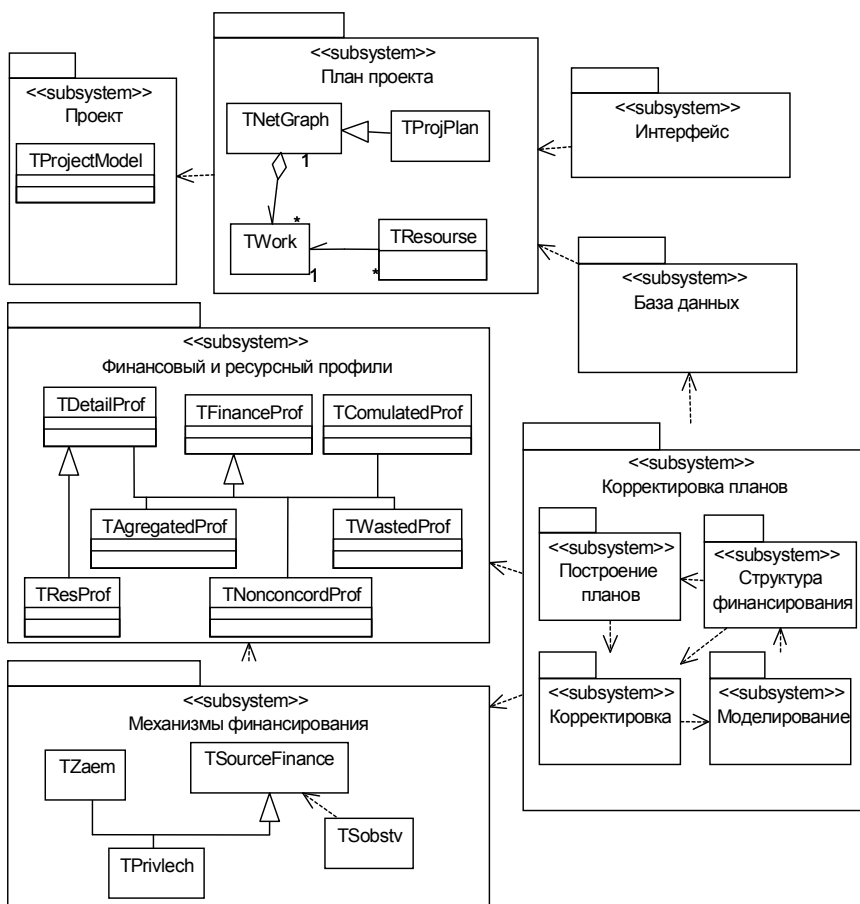 <<subsystem>>
Проект
TProjectModel
<<subsystem>>
План проекта
TNetGraph
TProjPlan
1
*
TWork
TResourse
1
*
<<subsystem>>
Интерфейс
<<subsystem>>
База данных
<<subsystem>>
Финансовый и ресурсный профили
TDetailProf
TFinanceProf
TComulatedProf
TAgregatedProf
TWastedProf
TResProf
TNonconcordProf
<<subsystem>>
Корректировка планов
<<subsystem>>
Построение
планов
<<subsystem>>
Структура
финансирования
<<subsystem>>
Корректировка
<<subsystem>>
Моделирование
<<subsystem>>
Механизмы финансирования
TZaem
TSourceFinance
TSobstv
TPrivlech